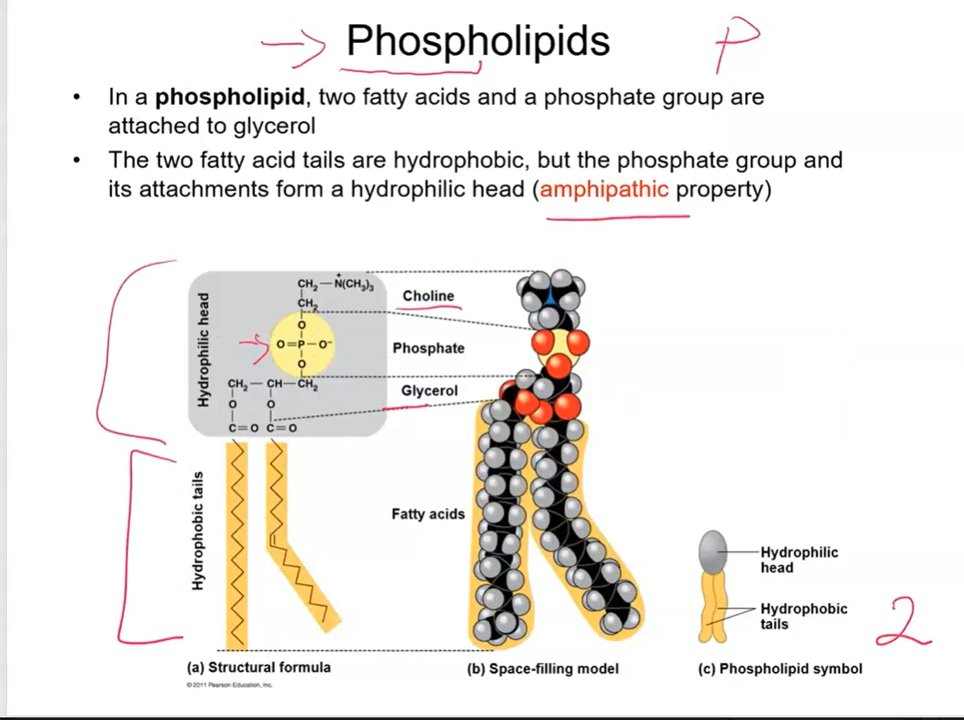 Phospholipids
P
• In a phospholipid, two fatty acids and a phosphate group are
attached to glycerol
• The two fatty acid tails are hydrophobic, but the phosphate group and
its attachments form a hydrophilic head (amphipathic property)
Hydrophilic head
CH₂—N⁺(CH₃)₃
CH₂
O
O=P—O⁻
O
CH₂—CH—CH₂
O O
C=O C=O
Choline
Phosphate
Glycerol
Hydrophobic tails
Fatty acids
Hydrophilic
head
Hydrophobic
tails
2
(a) Structural formula
(b) Space-filling model
(c) Phospholipid symbol
© 2011 Pearson Education, Inc.